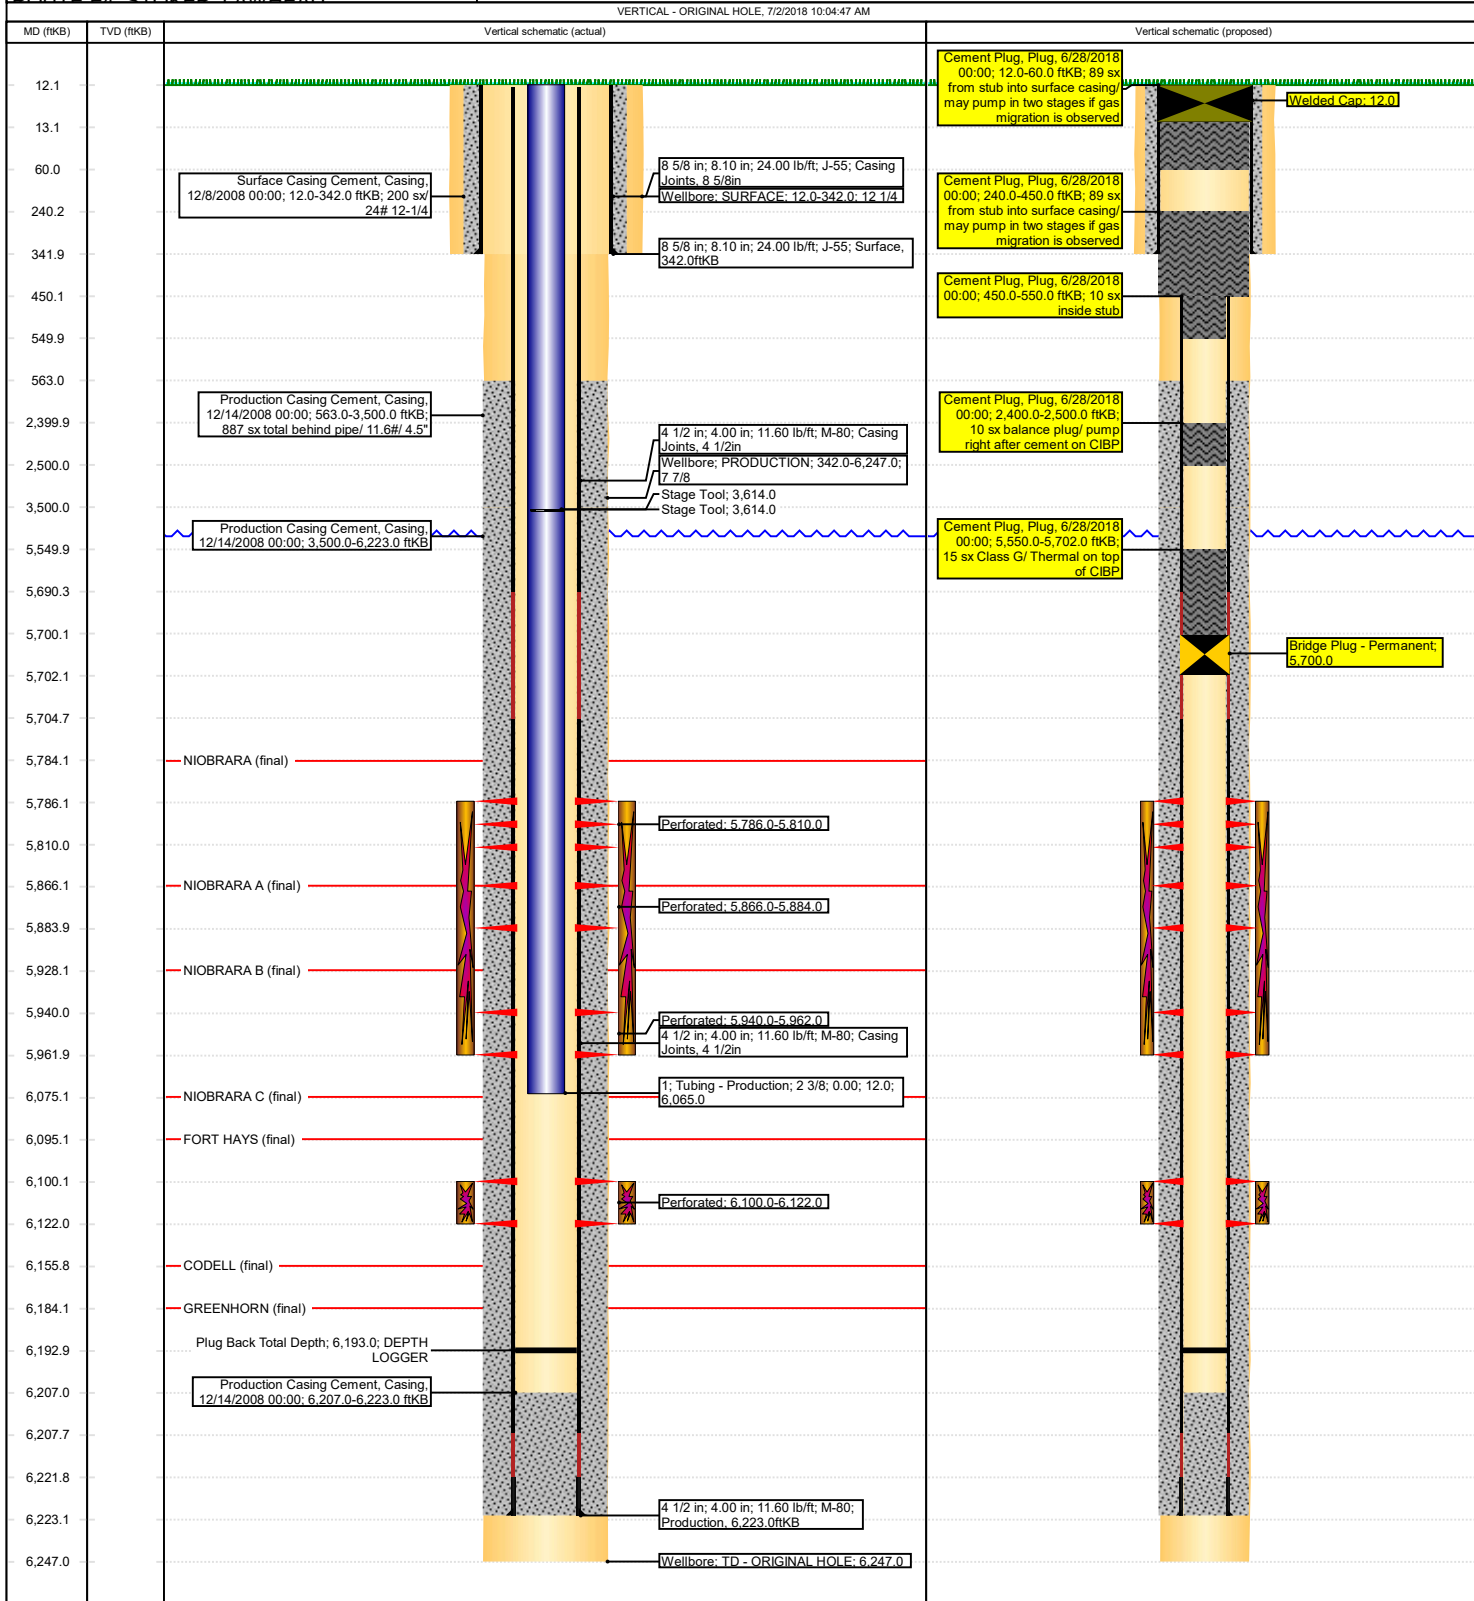 VERTICAL - ORIGINAL HOLE, 7/2/2018 10:04:47 AM
MD (ftKB)
TVD (ftKB)
Vertical schematic (actual)
Vertical schematic (proposed)
12.1
13.1
60.0
240.2
341.9
450.1
549.9
563.0
2,399.9
2,500.0
3,500.0
5,549.9
5,690.3
5,700.1
5,702.1
5,704.7
5,784.1
5,786.1
5,810.0
5,866.1
5,883.9
5,928.1
5,940.0
5,961.9
6,075.1
6,095.1
6,100.1
6,122.0
6,155.8
6,184.1
6,192.9
6,207.0
6,207.7
6,221.8
6,223.1
6,247.0
Surface Casing Cement, Casing,
12/8/2008 00:00; 12.0-342.0 ftKB; 200 sx/
24# 12-1/4
8 5/8 in; 8.10 in; 24.00 lb/ft; J-55; Casing
Joints, 8 5/8in
Wellbore; SURFACE; 12.0-342.0; 12 1/4
8 5/8 in; 8.10 in; 24.00 lb/ft; J-55; Surface,
342.0ftKB
Production Casing Cement, Casing,
12/14/2008 00:00; 563.0-3,500.0 ftKB;
887 sx total behind pipe/ 11.6#/ 4.5"
4 1/2 in; 4.00 in; 11.60 lb/ft; M-80; Casing
Joints, 4 1/2in
Wellbore; PRODUCTION; 342.0-6,247.0;
7 7/8
Stage Tool; 3,614.0
Stage Tool; 3,614.0
Production Casing Cement, Casing,
12/14/2008 00:00; 3,500.0-6,223.0 ftKB
NIOBRARA (final)
Perforated; 5,786.0-5,810.0
NIOBRARA A (final)
Perforated; 5,866.0-5,884.0
NIOBRARA B (final)
Perforated; 5,940.0-5,962.0
4 1/2 in; 4.00 in; 11.60 lb/ft; M-80; Casing
Joints, 4 1/2in
1; Tubing - Production; 2 3/8; 0.00; 12.0;
6,065.0
NIOBRARA C (final)
FORT HAYS (final)
Perforated; 6,100.0-6,122.0
CODELL (final)
GREENHORN (final)
Plug Back Total Depth; 6,193.0; DEPTH
LOGGER
Production Casing Cement, Casing,
12/14/2008 00:00; 6,207.0-6,223.0 ftKB
4 1/2 in; 4.00 in; 11.60 lb/ft; M-80;
Production, 6,223.0ftKB
Wellbore; TD - ORIGINAL HOLE; 6,247.0
Cement Plug, Plug, 6/28/2018
00:00; 12.0-60.0 ftKB; 89 sx
from stub into surface casing/
may pump in two stages if gas
migration is observed
Welded Cap; 12.0
Cement Plug, Plug, 6/28/2018
00:00; 240.0-450.0 ftKB; 89 sx
from stub into surface casing/
may pump in two stages if gas
migration is observed
Cement Plug, Plug, 6/28/2018
00:00; 450.0-550.0 ftKB; 10 sx
inside stub
Cement Plug, Plug, 6/28/2018
00:00; 2,400.0-2,500.0 ftKB;
10 sx balance plug/ pump
right after cement on CIBP
Cement Plug, Plug, 6/28/2018
00:00; 5,550.0-5,702.0 ftKB;
15 sx Class G/ Thermal on top
of CIBP
Bridge Plug - Permanent;
5,700.0